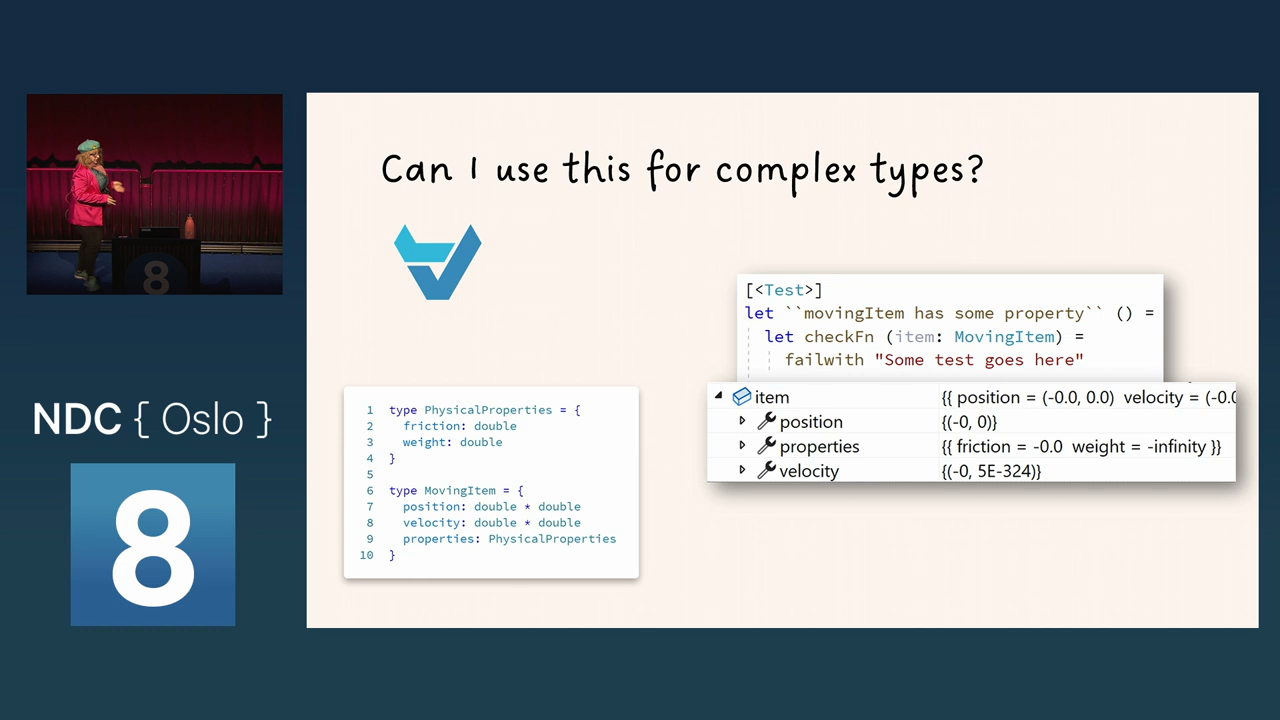 Can I use this for complex types?
[<Test>]
let ``movingItem has some property`` () =
let checkFn (item: MovingItem) =
failwith "Some test goes here"
item {{ position = (-0.0, 0.0) velocity = (-0.0
position {(-0, 0)}
properties {{ friction = -0.0 weight = -infinity }}
velocity {(-0, 5E-324)}
1 type PhysicalProperties = {
2 friction: double
3 weight: double
4 }
5
6 type MovingItem = {
7 position: double * double
8 velocity: double * double
9 properties: PhysicalProperties
10 }
8
NDC { Oslo }
8